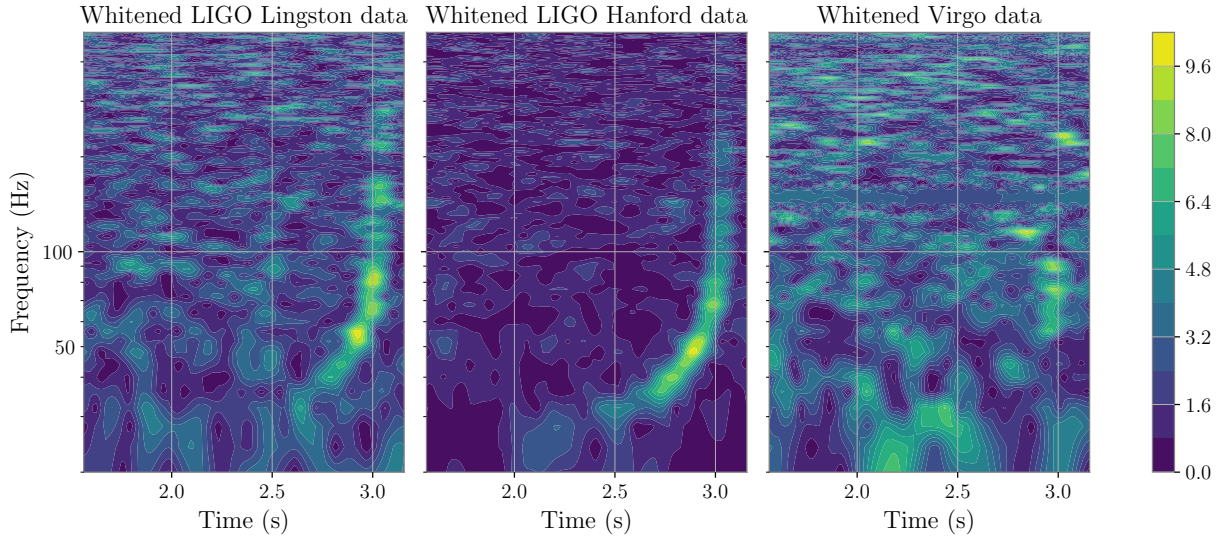 Whitened LIGO Lingston data
Whitened LIGO Hanford data
Whitened Virgo data
Frequency (Hz)
100
50
2.0
2.5
3.0
Time (s)
2.0
2.5
3.0
Time (s)
2.0
2.5
3.0
Time (s)
9.6
8.0
6.4
4.8
3.2
1.6
0.0